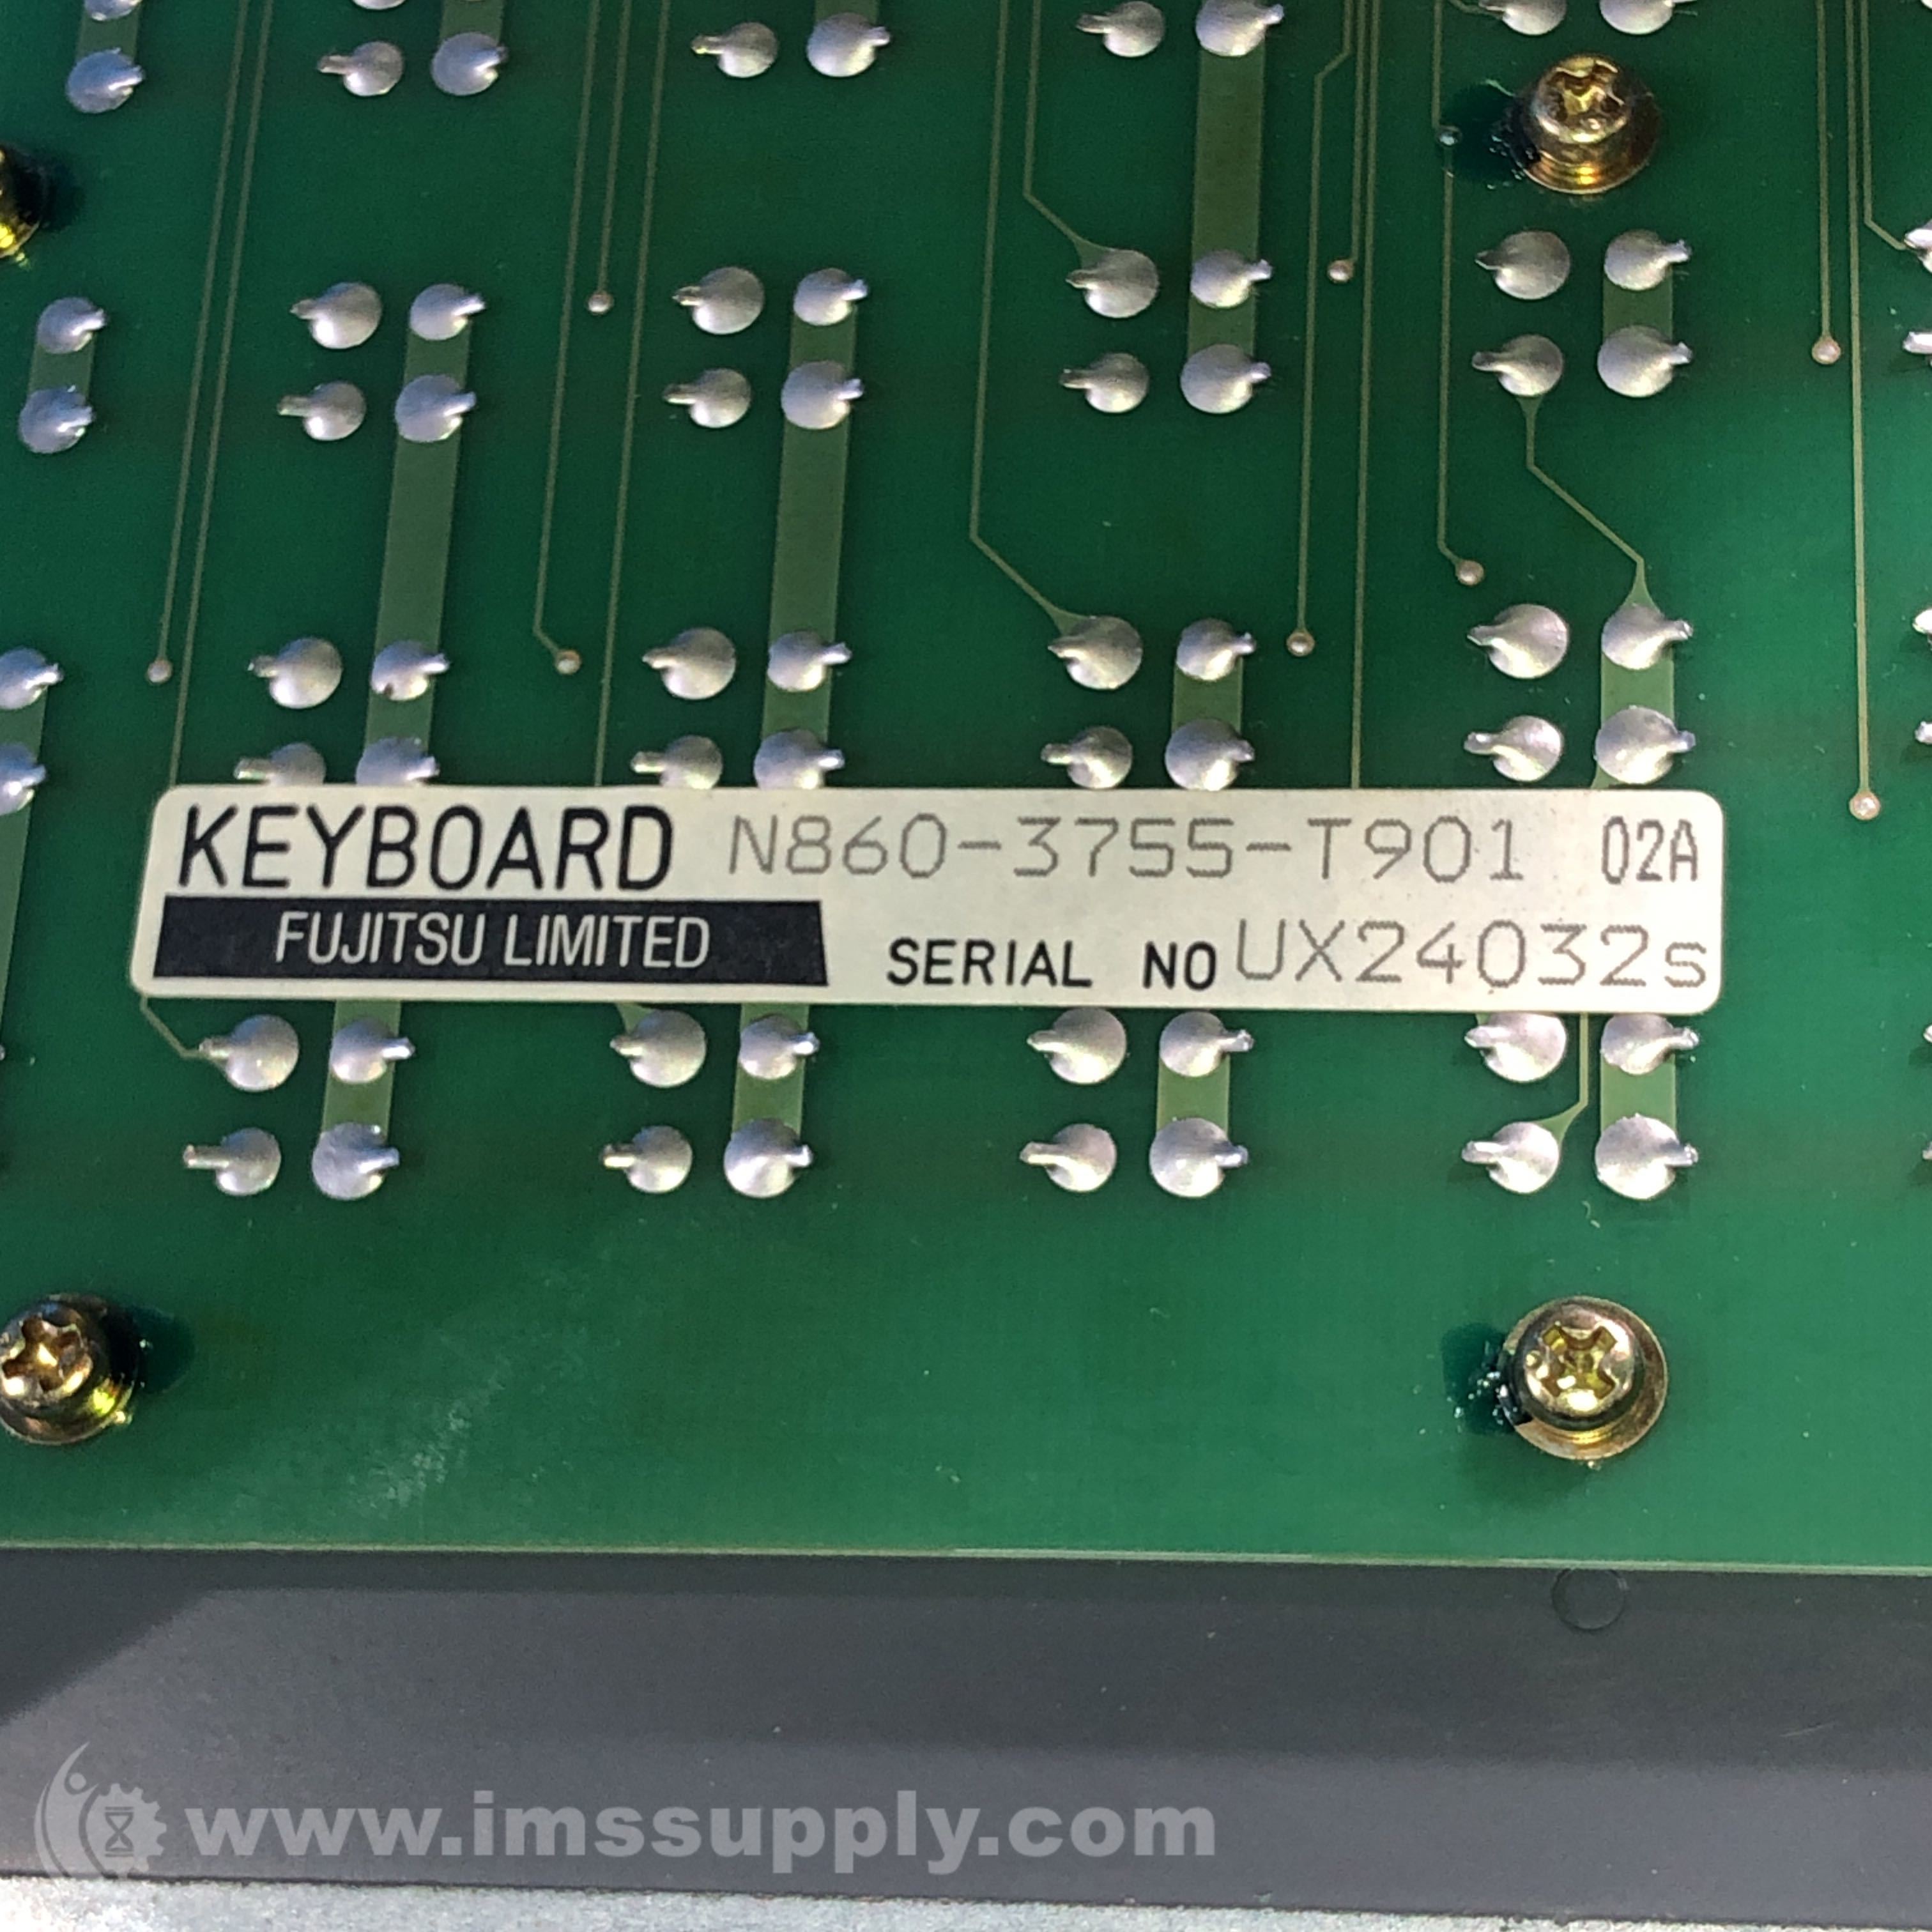 KEYBOARD N860-3755-T901 02A
FUJITSU LIMITED SERIAL NO UX24032s
www.imssupply.com